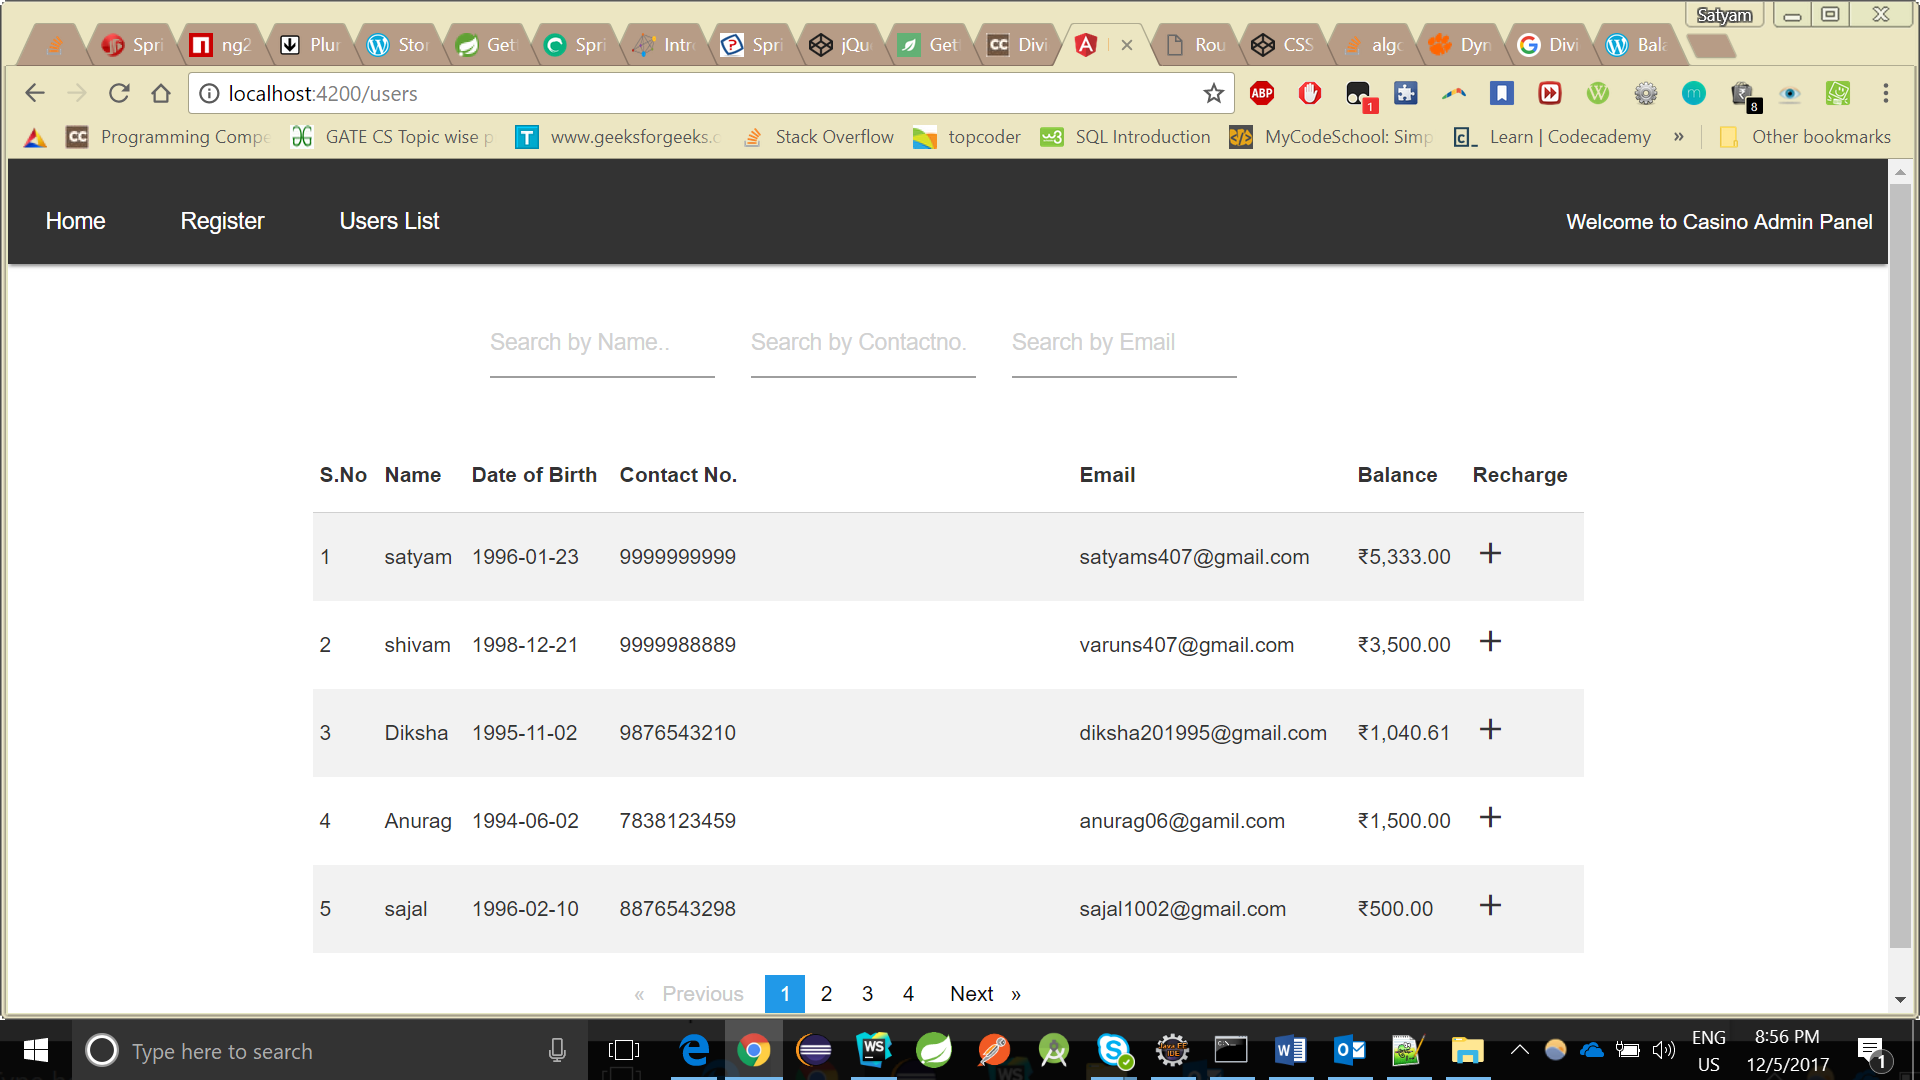 Satyam
Spri ng2 Plur Stor Get Spri Intr Spri jQu Get Divi Rou CSS algo Dyn Divi Bala
localhost:4200/users
ABP 1 8
Programming Compe GATE CS Topic wise p www.geeksforgeeks.c Stack Overflow topcoder SQL Introduction MyCodeSchool: Simp Learn | Codecademy » Other bookmarks
Home Register Users List Welcome to Casino Admin Panel
Search by Name.. Search by Contactno. Search by Email
S.No Name Date of Birth Contact No. Email Balance Recharge
1 satyam 1996-01-23 9999999999 satyams407@gmail.com ₹5,333.00 +
2 shivam 1998-12-21 9999988889 varuns407@gmail.com ₹3,500.00 +
3 Diksha 1995-11-02 9876543210 diksha201995@gmail.com ₹1,040.61 +
4 Anurag 1994-06-02 7838123459 anurag06@gamil.com ₹1,500.00 +
5 sajal 1996-02-10 8876543298 sajal1002@gmail.com ₹500.00 +
« Previous 1 2 3 4 Next »
Type here to search
ENG
US
8:56 PM
12/5/2017
1